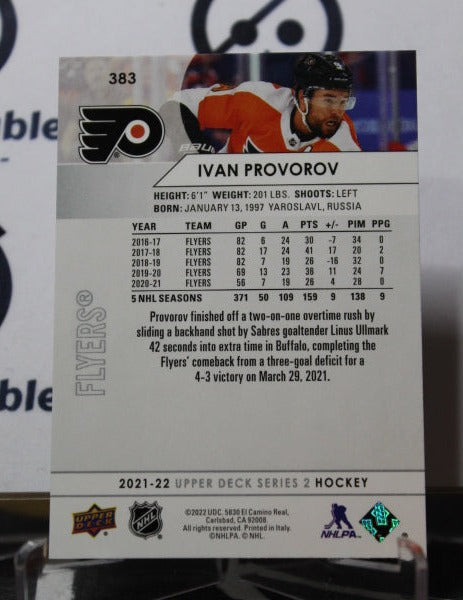 383
BAUER
IVAN PROVOROV
HEIGHT: 6'1" WEIGHT: 201 LBS. SHOOTS: LEFT
BORN: JANUARY 13, 1997 YAROSLAVL, RUSSIA
YEAR TEAM GP G A PTS +/- PIM PPG
2016-17 FLYERS 82 6 24 30 -7 34 0
2017-18 FLYERS 82 17 24 41 17 20 2
2018-19 FLYERS 82 7 19 26 -16 32 0
2019-20 FLYERS 69 13 23 36 11 24 7
2020-21 FLYERS 56 7 19 26 4 28 0
5 NHL SEASONS 371 50 109 159 9 138 9
Provorov finished off a two-on-one overtime rush by
sliding a backhand shot by Sabres goaltender Linus Ullmark
42 seconds into extra time in Buffalo, completing the
Flyers' comeback from a three-goal deficit for a
4-3 victory on March 29, 2021.
FLYERS®
2021-22 UPPER DECK SERIES 2 HOCKEY
UPPER DECK
NHL
©2022 UDC. 5830 El Camino Real,
Carlsbad, CA 92008.
All rights reserved. Printed in Italy.
©NHLPA. © NHL.
NHLPA